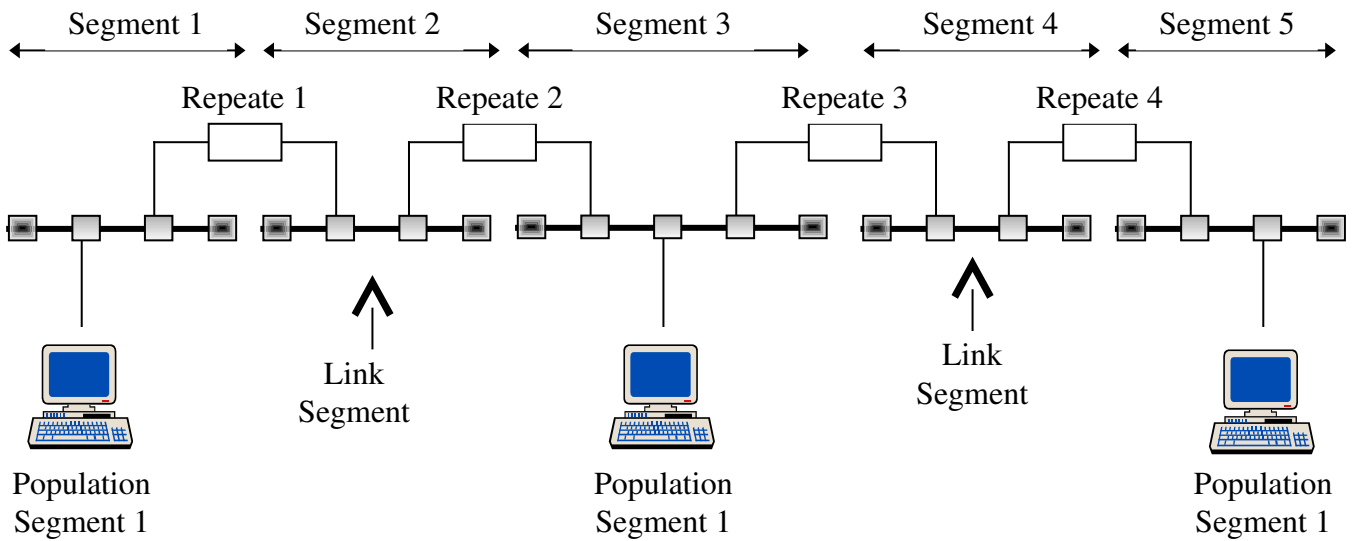 Segment 1
Segment 2
Segment 3
Segment 4
Segment 5
Repeate 1
Repeate 2
Repeate 3
Repeate 4
Link
Segment
Link
Segment
Population
Segment 1
Population
Segment 1
Population
Segment 1